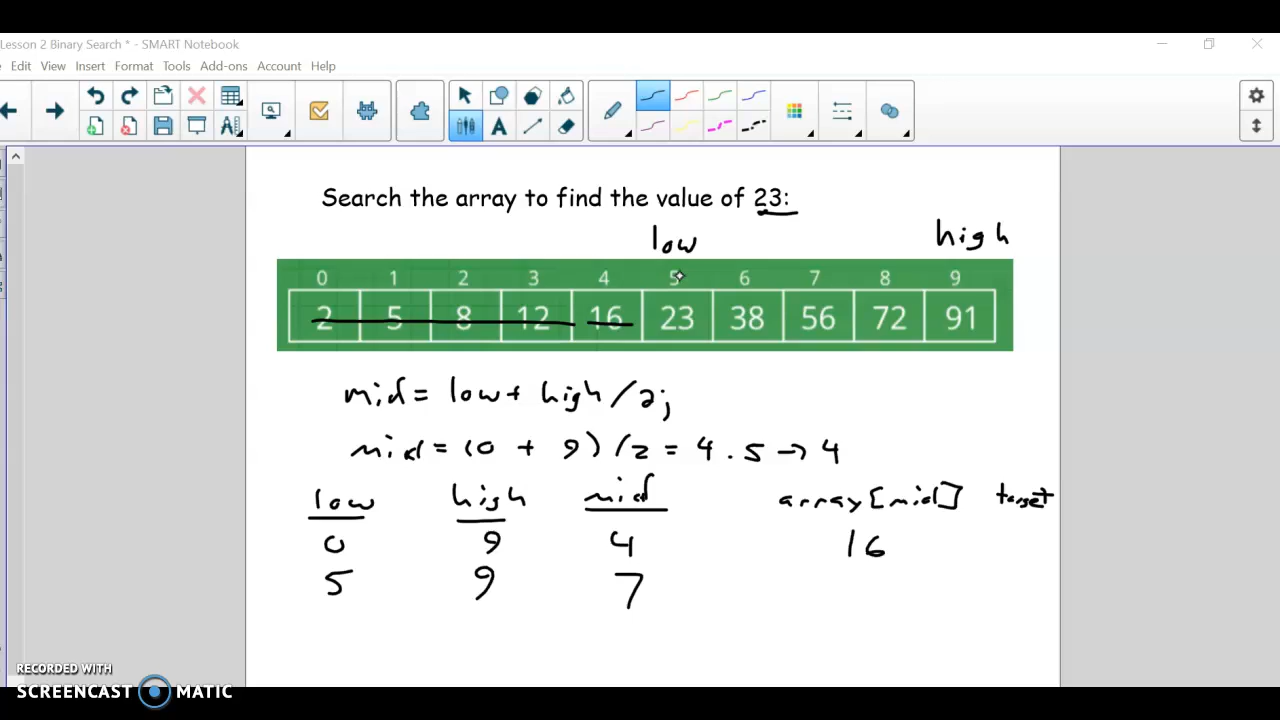 Lesson 2 Binary Search * - SMART Notebook
Edit View Insert Format Tools Add-ons Account Help
Search the array to find the value of 23:
low high
0 1 2 3 4 5 6 7 8 9
2 5 8 12 16 23 38 56 72 91
mid = low + high / 2;
mid = (0 + 9) / 2 = 4.5 → 4
low high mid array[mid] target
0 9 4 16
5 9 7
RECORDED WITH
SCREENCAST MATIC